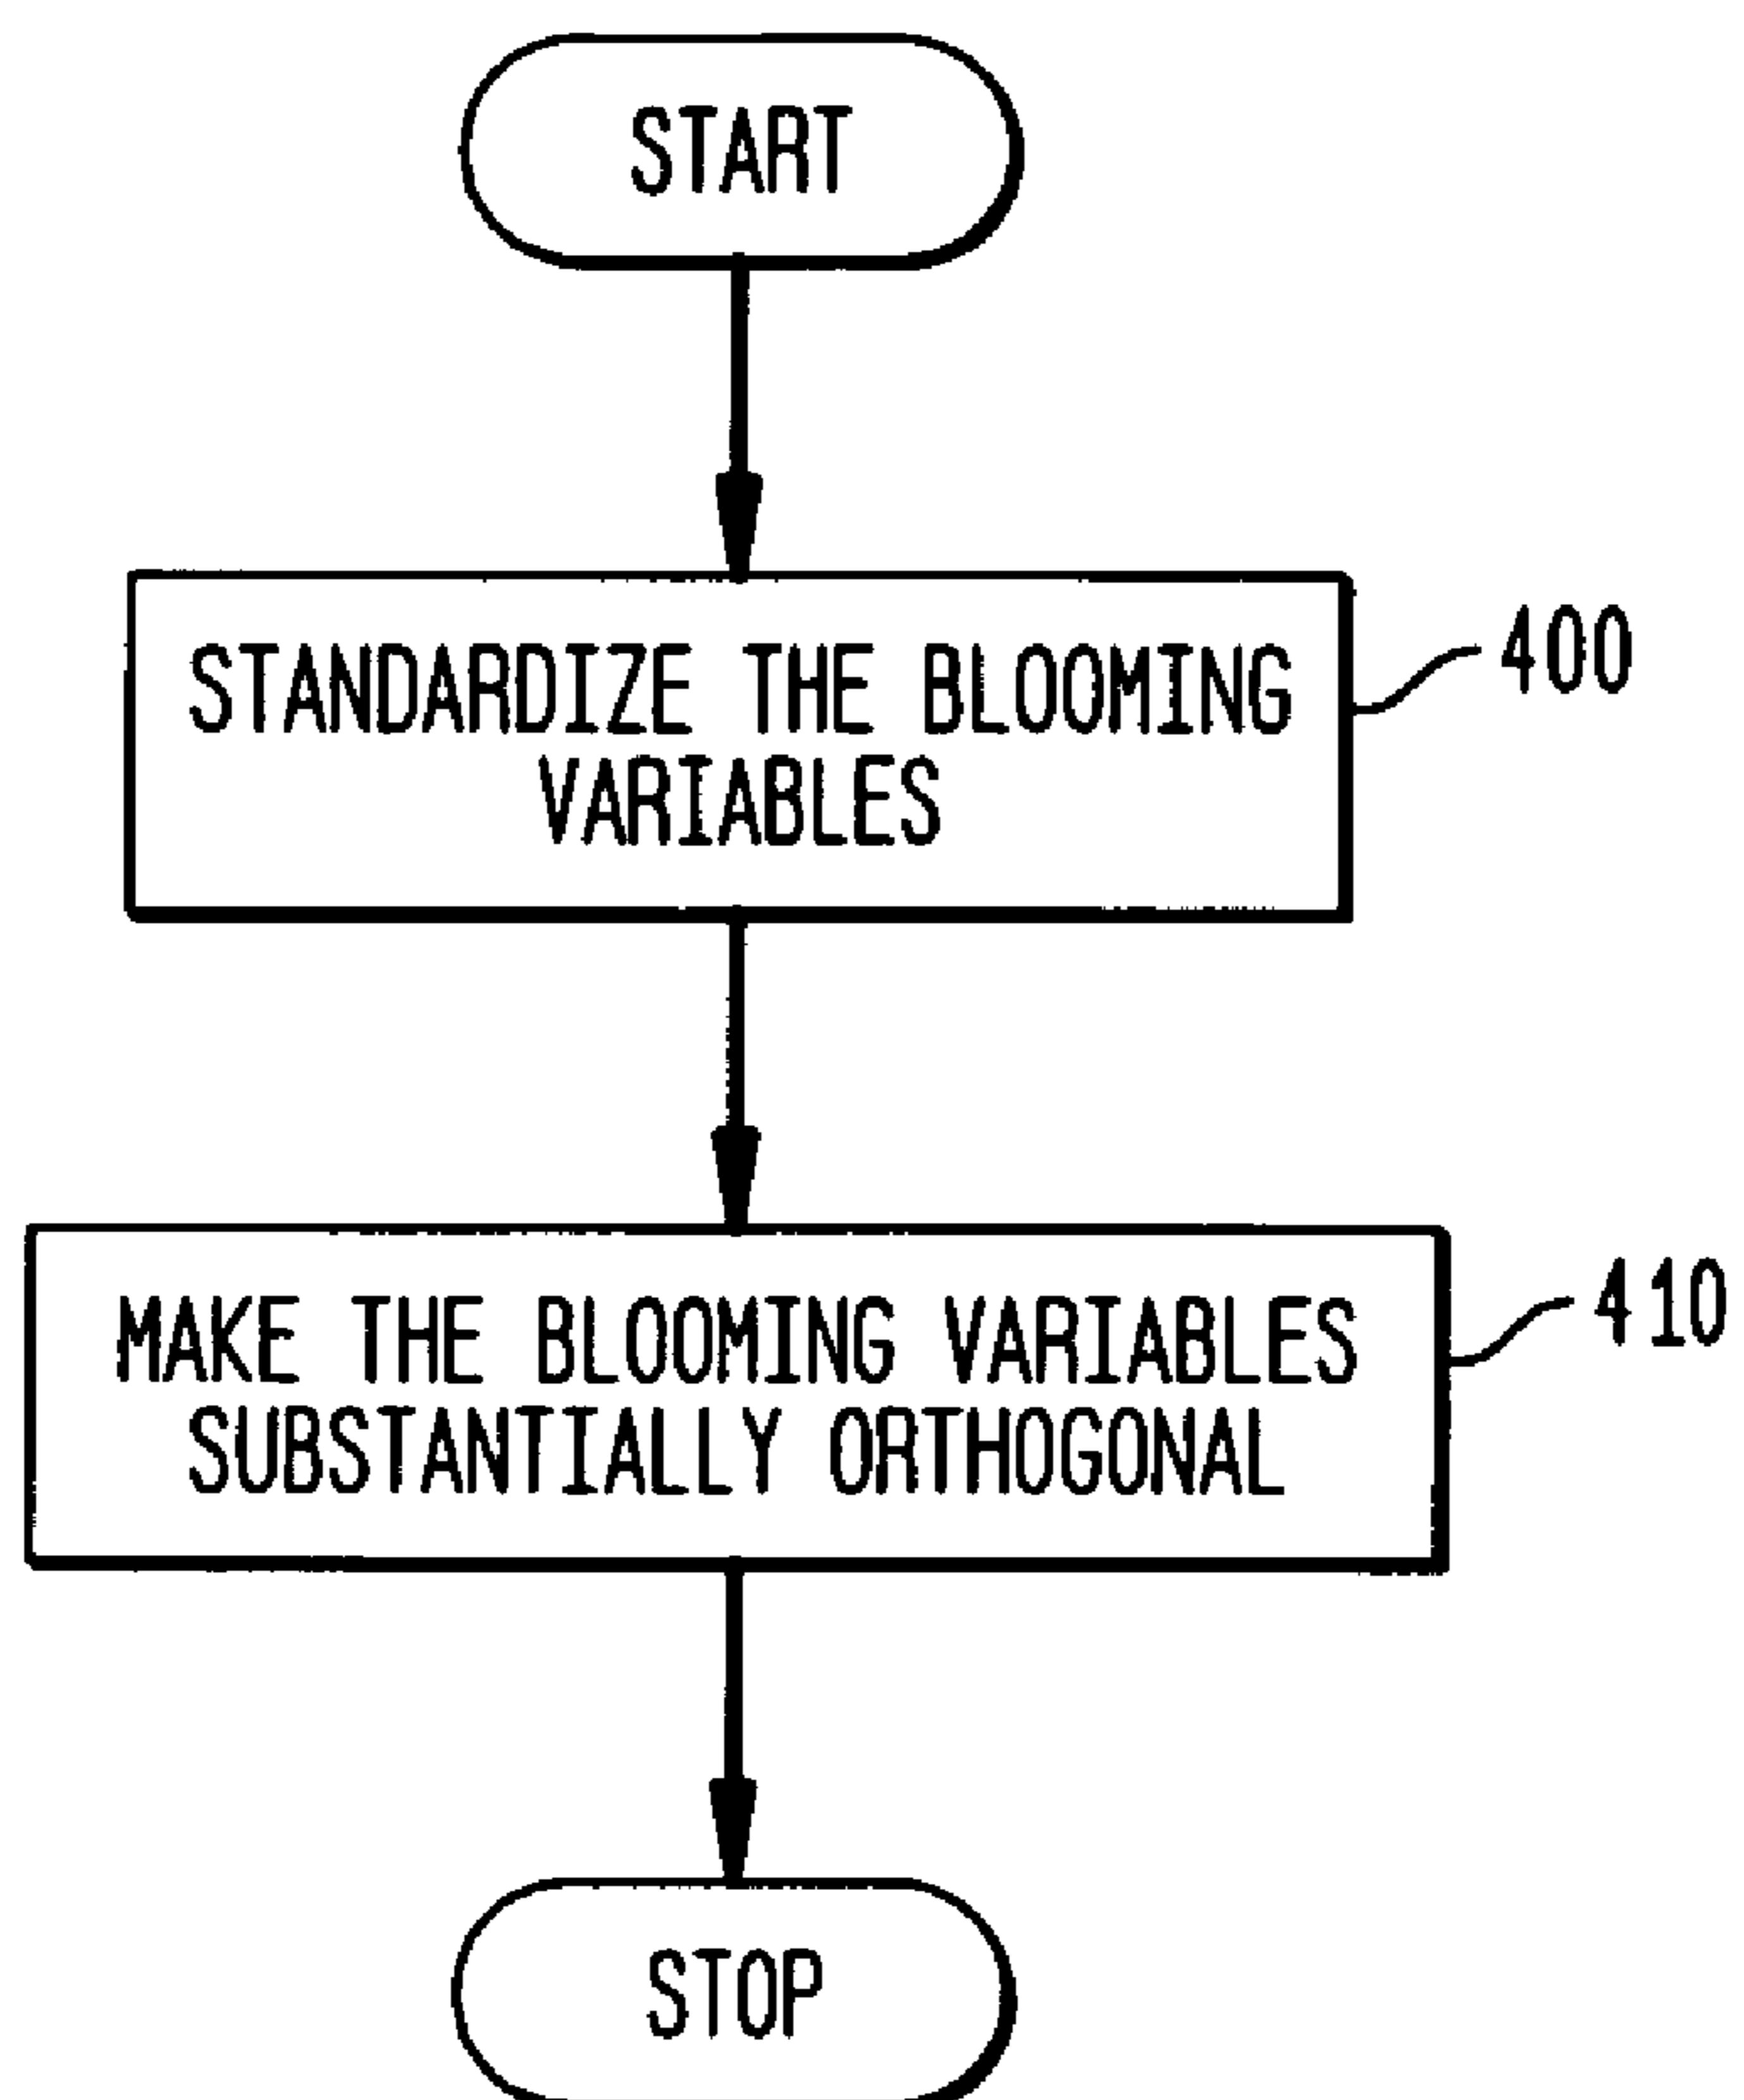 START
STANDARDIZE THE BLOOMING
VARIABLES
400
MAKE THE BLOOMING VARIABLES
SUBSTANTIALLY ORTHOGONAL
410
STOP